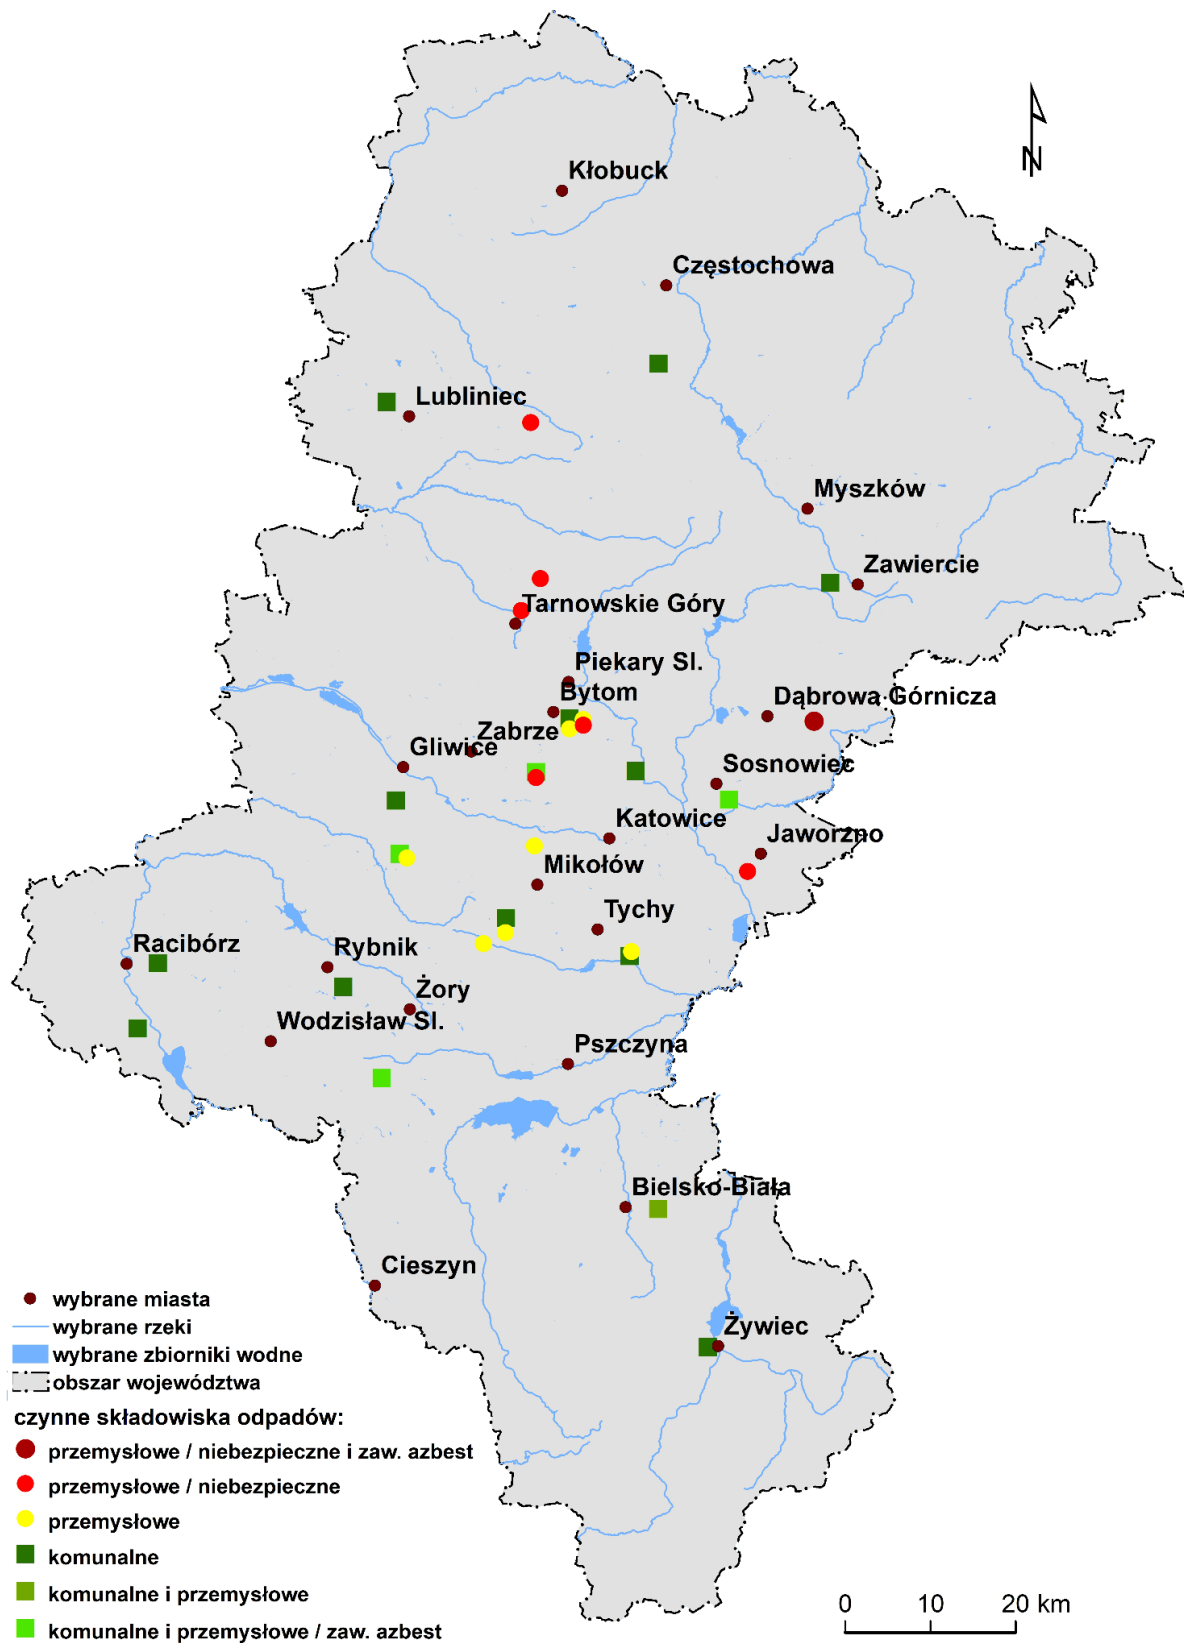 N
Kłobuck
Częstochowa
Lubliniec
Myszków
Zawiercie
Tarnowskie Góry
Piekary Sl.
Bytom
Dąbrowa Górnicza
Zabrze
Gliwice
Sosnowiec
Katowice
Jaworzno
Mikołów
Tychy
Racibórz
Rybnik
Żory
Wodzisław Sl.
Pszczyna
Bielsko-Biała
Cieszyn
Żywiec
wybrane miasta
wybrane rzeki
wybrane zbiorniki wodne
obszar województwa
czynne składowiska odpadów:
przemysłowe / niebezpieczne i zaw. azbest
przemysłowe / niebezpieczne
przemysłowe
komunalne
komunalne i przemysłowe
komunalne i przemysłowe / zaw. azbest
0 10 20 km